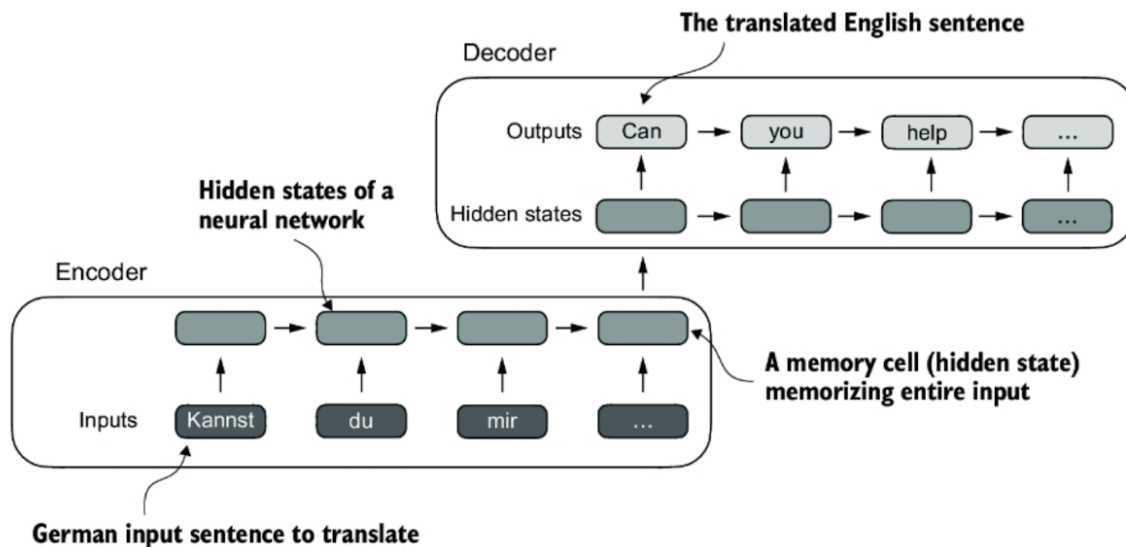 The translated English sentence
Decoder
Outputs Can you help ...
Hidden states of a
neural network
Hidden states ...
Encoder
A memory cell (hidden state)
memorizing entire input
Inputs Kannst du mir ...
German input sentence to translate